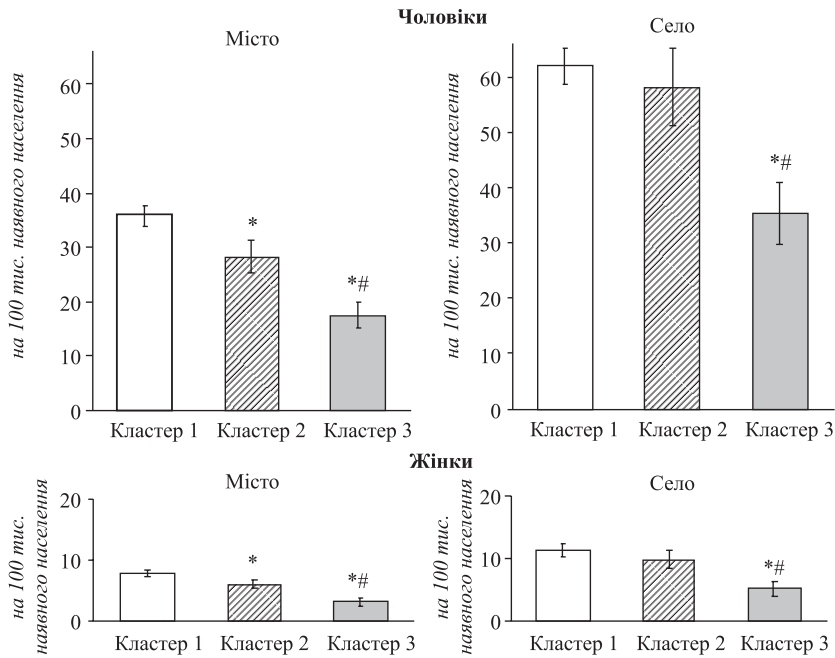 Чоловіки
Місто
на 100 тис. наявного населення
60
50
40
30
20
10
0
*
*#
Кластер 1 Кластер 2 Кластер 3
Село
на 100 тис. наявного населення
60
50
40
30
20
10
0
*#
Кластер 1 Кластер 2 Кластер 3
Жінки
Місто
на 100 тис.
наявного населення
20
10
0
*
*#
Кластер 1 Кластер 2 Кластер 3
Село
на 100 тис.
наявного населення
20
10
0
*#
Кластер 1 Кластер 2 Кластер 3